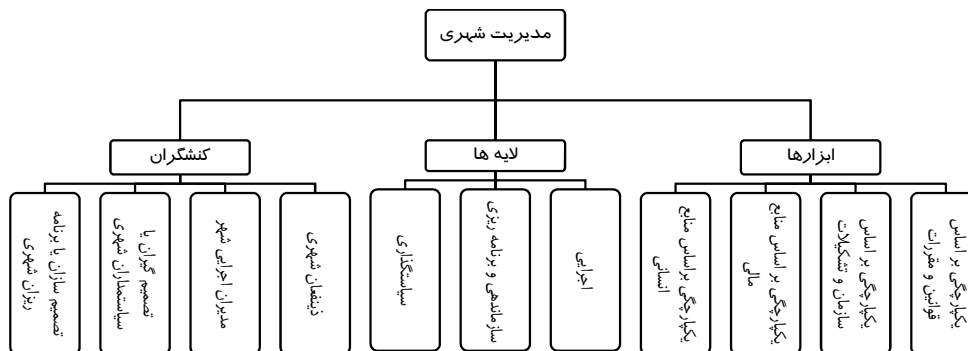 مدیریت شهری
ابزارها
لایه ها
کنشگران
یکپارچگی بر اساس
قوانین و مقررات
یکپارچگی بر اساس
سازمان و تشکیلات
یکپارچگی بر اساس منابع
مالی
یکپارچگی براساس منابع
انسانی
اجرایی
سازماندهی و برنامه ریزی
سیاستگذاری
ذینفعان شهری
مدیران اجرایی شهر
تصمیم گیران یا
سیاستمداران شهری
تصمیم سازان یا برنامه
ریزان شهری